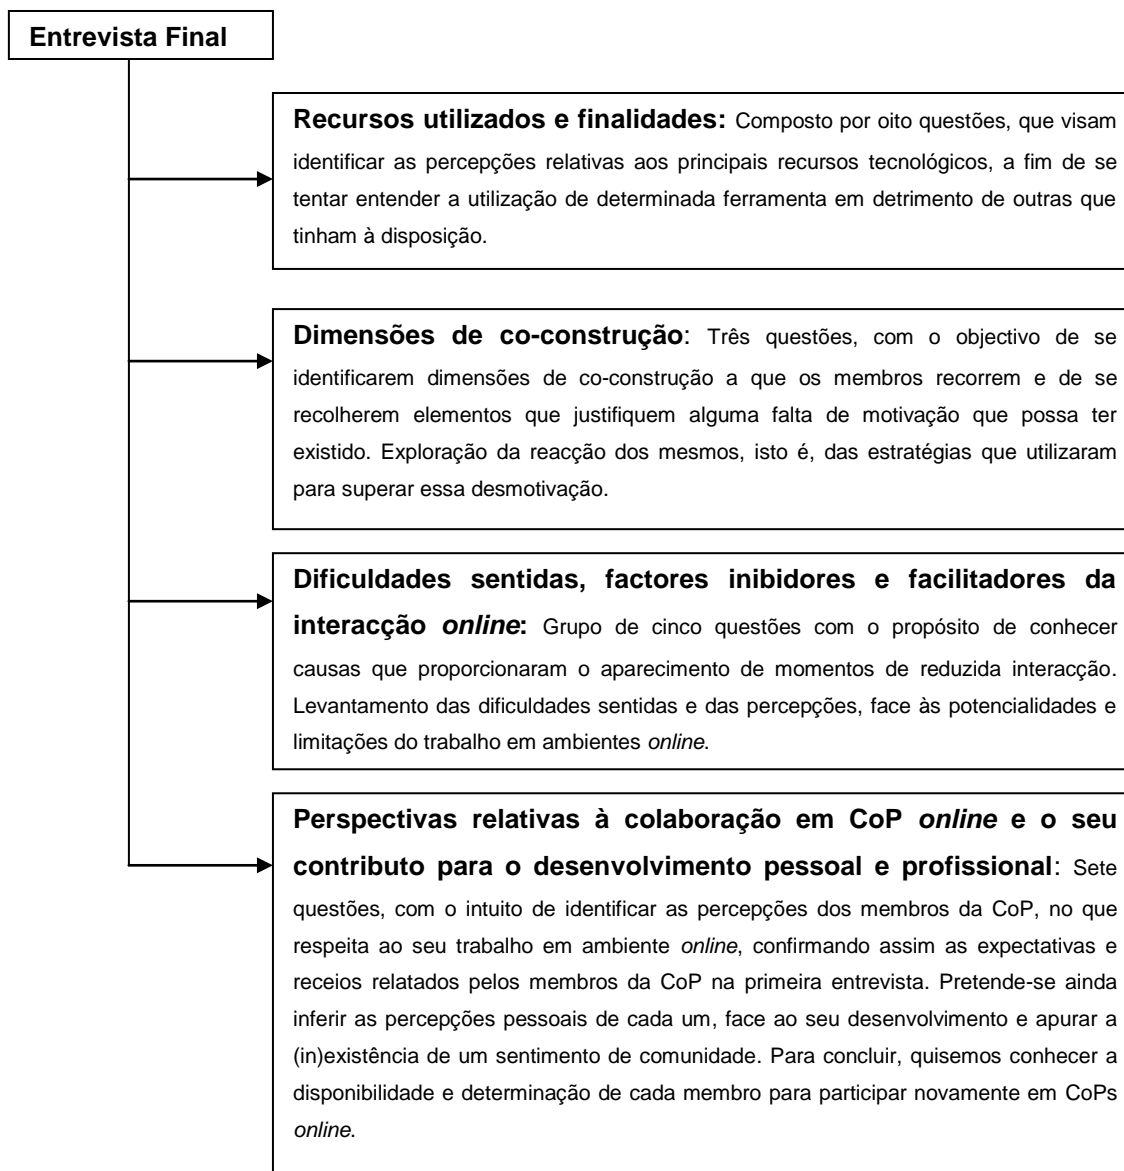 Entrevista Final
Recursos utilizados e finalidades: Composto por oito questões, que visam
identificar as percepções relativas aos principais recursos tecnológicos, a fim de se
tentar entender a utilização de determinada ferramenta em detrimento de outras que
tinham à disposição.
Dimensões de co-construção: Três questões, com o objectivo de se
identificarem dimensões de co-construção a que os membros recorrem e de se
recolherem elementos que justifiquem alguma falta de motivação que possa ter
existido. Exploração da reacção dos mesmos, isto é, das estratégias que utilizaram
para superar essa desmotivação.
Dificuldades sentidas, factores inibidores e facilitadores da
interacção online: Grupo de cinco questões com o propósito de conhecer
causas que proporcionaram o aparecimento de momentos de reduzida interacção.
Levantamento das dificuldades sentidas e das percepções, face às potencialidades e
limitações do trabalho em ambientes online.
Perspectivas relativas à colaboração em CoP online e o seu
contributo para o desenvolvimento pessoal e profissional: Sete
questões, com o intuito de identificar as percepções dos membros da CoP, no que
respeita ao seu trabalho em ambiente online, confirmando assim as expectativas e
receios relatados pelos membros da CoP na primeira entrevista. Pretende-se ainda
inferir as percepções pessoais de cada um, face ao seu desenvolvimento e apurar a
(in)existência de um sentimento de comunidade. Para concluir, quisemos conhecer a
disponibilidade e determinação de cada membro para participar novamente em CoPs
online.